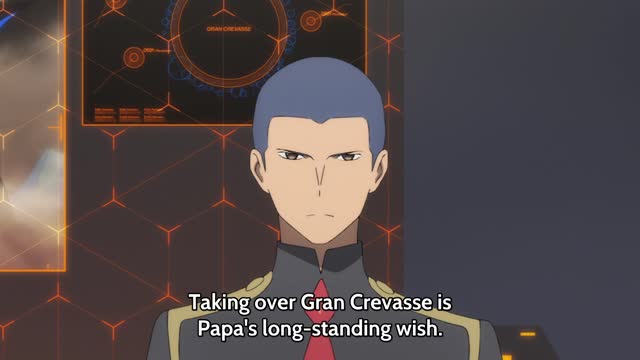 GRAN CREVASSE
Taking over Gran Crevasse is
Papa's long-standing wish.